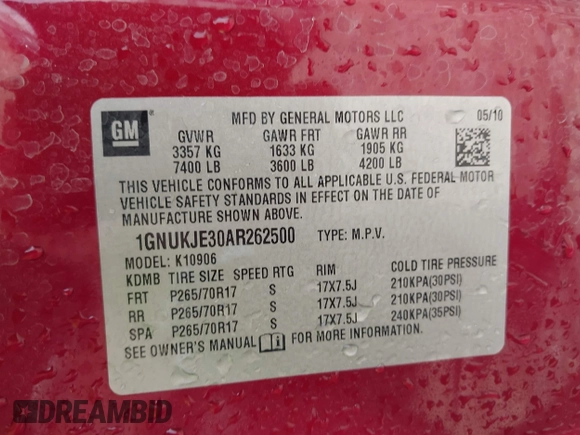 GM
MFD BY GENERAL MOTORS LLC 05/10
GVWR GAWR FRT GAWR RR
3357 KG 1633 KG 1905 KG
7400 LB 3600 LB 4200 LB
THIS VEHICLE CONFORMS TO ALL APPLICABLE U.S. FEDERAL MOTOR
VEHICLE SAFETY STANDARDS IN EFFECT ON THE DATE OF
MANUFACTURE SHOWN ABOVE.
1GNUKJE30AR262500 TYPE: M.P.V.
MODEL: K10906
KDMB TIRE SIZE SPEED RTG RIM COLD TIRE PRESSURE
FRT P265/70R17 S 17X7.5J 210KPA(30PSI)
RR P265/70R17 S 17X7.5J 210KPA(30PSI)
SPA P265/70R17 S 17X7.5J 240KPA(35PSI)
SEE OWNER'S MANUAL i FOR MORE INFORMATION.
DREAMBID